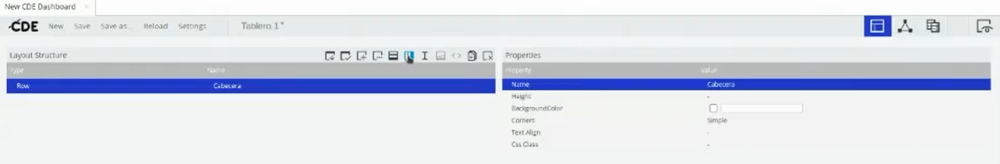 New CDE Dashboard ×
CDE New Save Save as... Reload Settings Tablero 1*
Layout Structure
Type Name
Row Cabecera
Properties
Property Value
Name Cabecera
Height -
BackgroundColor
Corners Simple
Text Align -
Css Class -